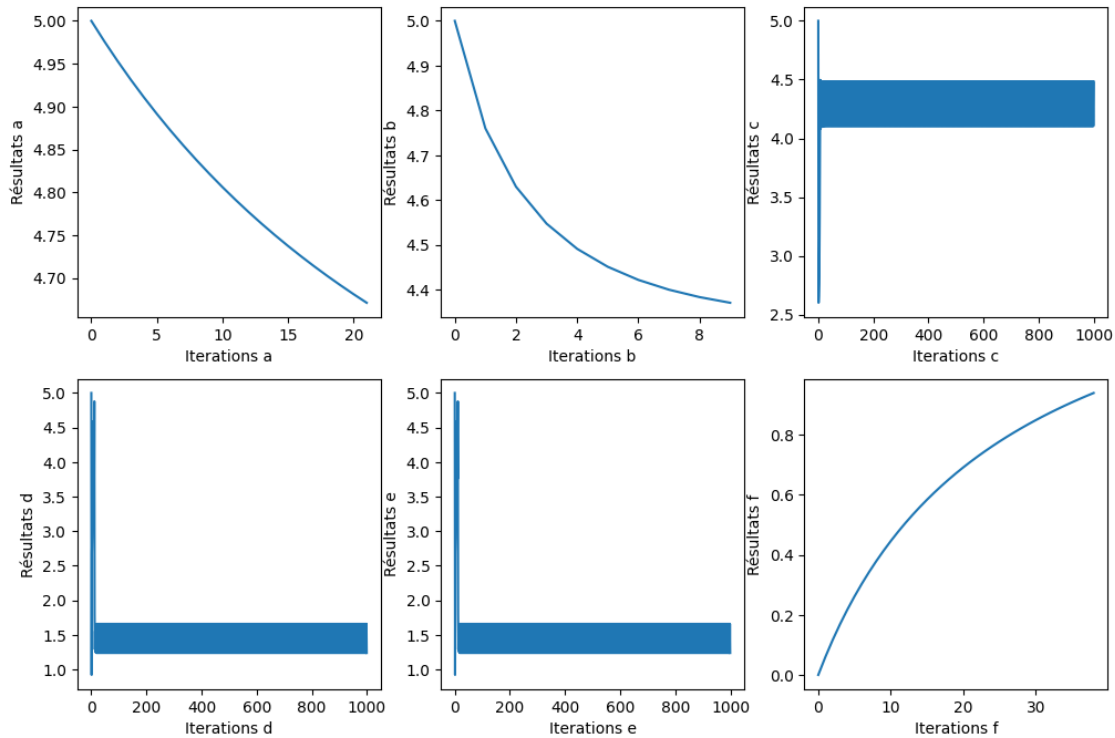 Résultats a
5.00
4.95
4.90
4.85
4.80
4.75
4.70
0 5 10 15 20
Iterations a
Résultats b
5.0
4.9
4.8
4.7
4.6
4.5
4.4
0 2 4 6 8
Iterations b
Résultats c
5.0
4.5
4.0
3.5
3.0
2.5
0 200 400 600 800 1000
Iterations c
Résultats d
5.0
4.5
4.0
3.5
3.0
2.5
2.0
1.5
1.0
0 200 400 600 800 1000
Iterations d
Résultats e
5.0
4.5
4.0
3.5
3.0
2.5
2.0
1.5
1.0
0 200 400 600 800 1000
Iterations e
Résultats f
0.8
0.6
0.4
0.2
0.0
0 10 20 30
Iterations f